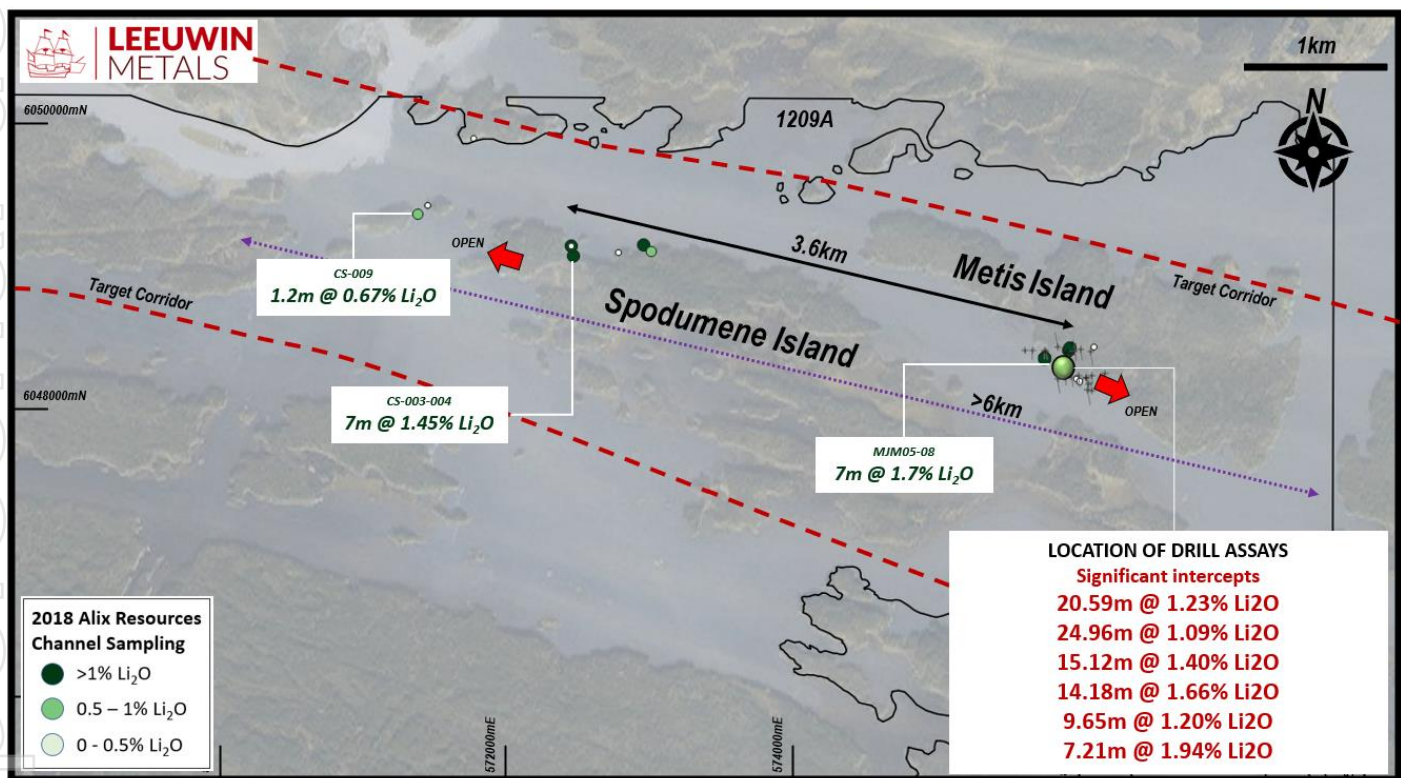 LEEUWIN
METALS
1km
6050000mN
1209A
N
3.6km
OPEN
Metis Island
Target Corridor
CS-009
1.2m @ 0.67% Li₂O
Target Corridor
Spodumene Island
6048000mN
CS-003-004
7m @ 1.45% Li₂O
>6km
OPEN
MJM05-08
7m @ 1.7% Li₂O
LOCATION OF DRILL ASSAYS
Significant intercepts
20.59m @ 1.23% Li2O
24.96m @ 1.09% Li2O
15.12m @ 1.40% Li2O
14.18m @ 1.66% Li2O
9.65m @ 1.20% Li2O
7.21m @ 1.94% Li2O
2018 Alix Resources
Channel Sampling
>1% Li₂O
0.5 – 1% Li₂O
0 - 0.5% Li₂O
572000mE
574000mE